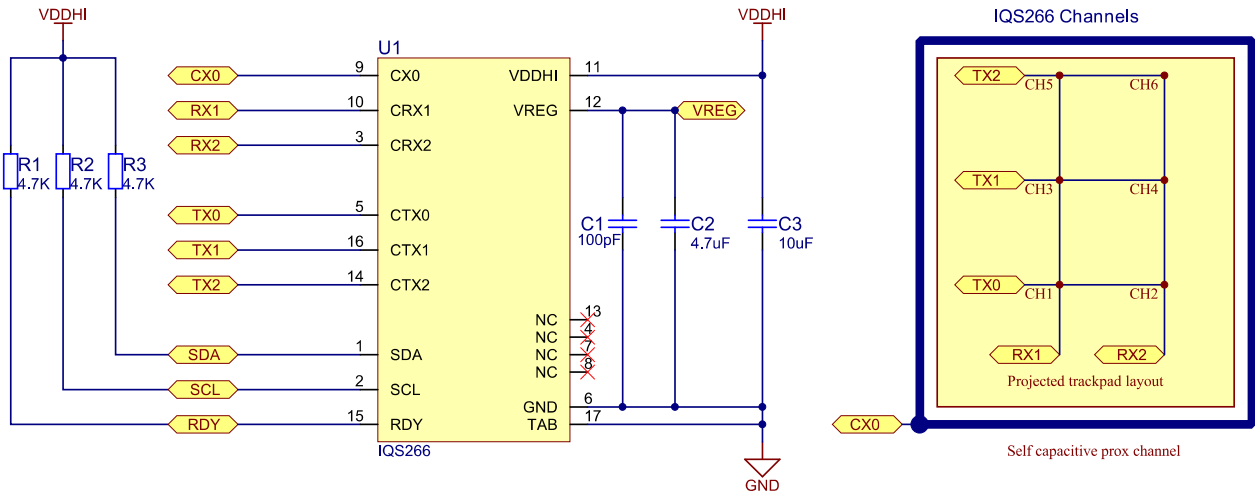 VDDHI
R1
4.7K
R2
4.7K
R3
4.7K
CX0
RX1
RX2
TX0
TX1
TX2
SDA
SCL
RDY
U1
9 CX0
10 CRX1
3 CRX2
5 CTX0
16 CTX1
14 CTX2
1 SDA
2 SCL
15 RDY
VDDHI 11
VREG 12
NC 13
NC 4
NC 7
NC 8
GND 6
TAB 17
IQS266
VREG
C1
100pF
C2
4.7uF
VDDHI
C3
10uF
GND
IQS266 Channels
TX2
CH5
CH6
TX1
CH3
CH4
TX0
CH1
CH2
RX1
RX2
Projected trackpad layout
CX0
Self capacitive prox channel